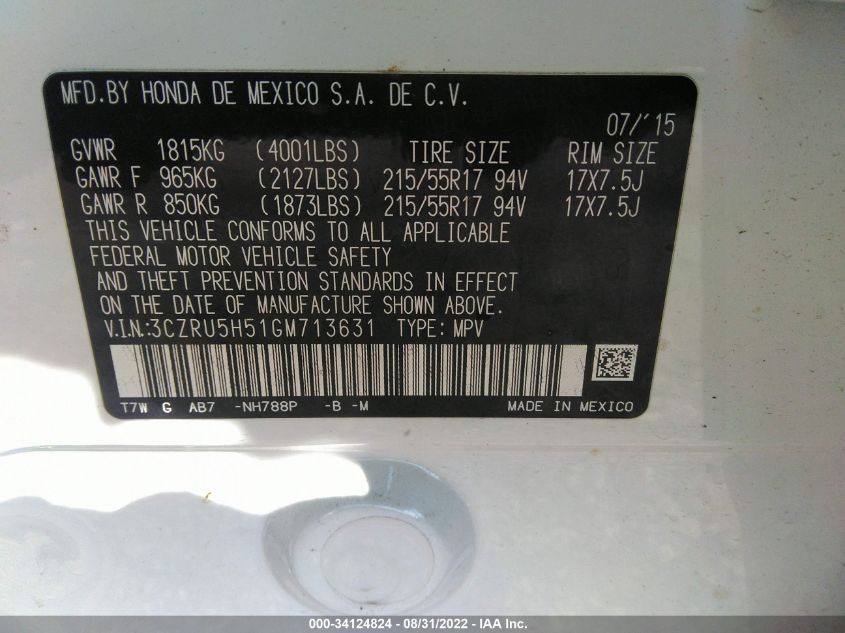 MFD.BY HONDA DE MEXICO S.A. DE C.V.
07/'15
GVWR 1815KG (4001LBS) TIRE SIZE RIM SIZE
GAWR F 965KG (2127LBS) 215/55R17 94V 17X7.5J
GAWR R 850KG (1873LBS) 215/55R17 94V 17X7.5J
THIS VEHICLE CONFORMS TO ALL APPLICABLE
FEDERAL MOTOR VEHICLE SAFETY
AND THEFT PREVENTION STANDARDS IN EFFECT
ON THE DATE OF MANUFACTURE SHOWN ABOVE.
V.I.N.:3CZRU5H51GM713631 TYPE: MPV
T7W G AB7 -NH788P -B -M MADE IN MEXICO
000-34124824 - 08/31/2022 - IAA Inc.